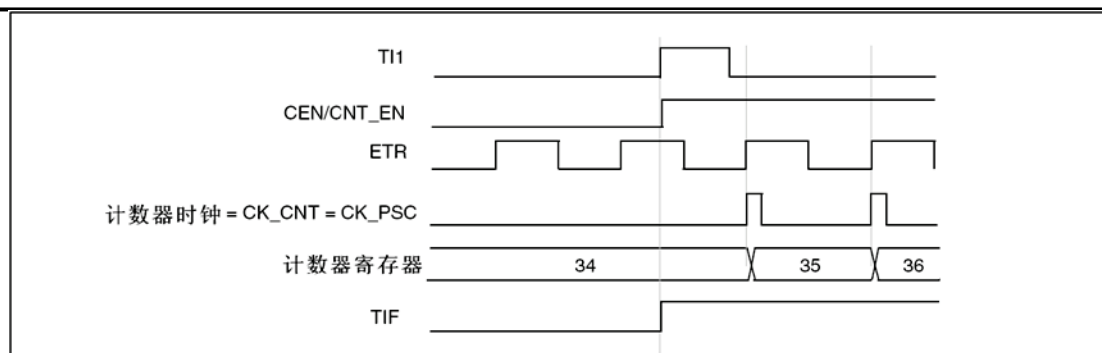 TI1
CEN/CNT_EN
ETR
计数器时钟 = CK_CNT = CK_PSC
计数器寄存器 34 35 36
TIF